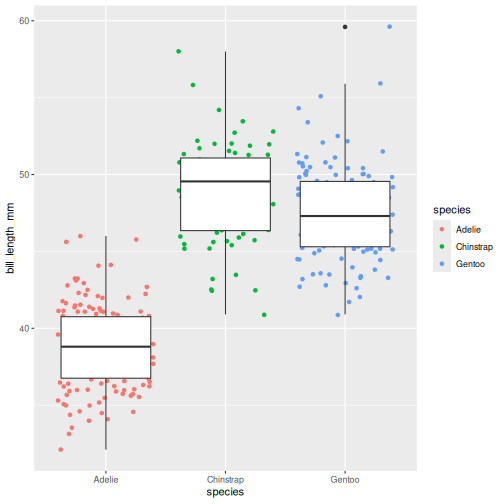 60
50
40
bill_length_mm
Adelie
Chinstrap
Gentoo
species
species
Adelie
Chinstrap
Gentoo